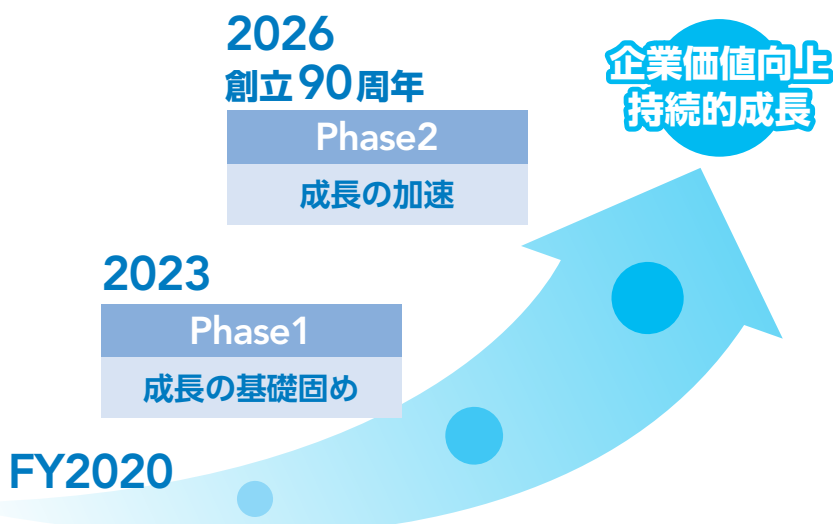 2026
創立90周年
Phase2
成長の加速
企業価値向上
持続的成長
2023
Phase1
成長の基礎固め
FY2020